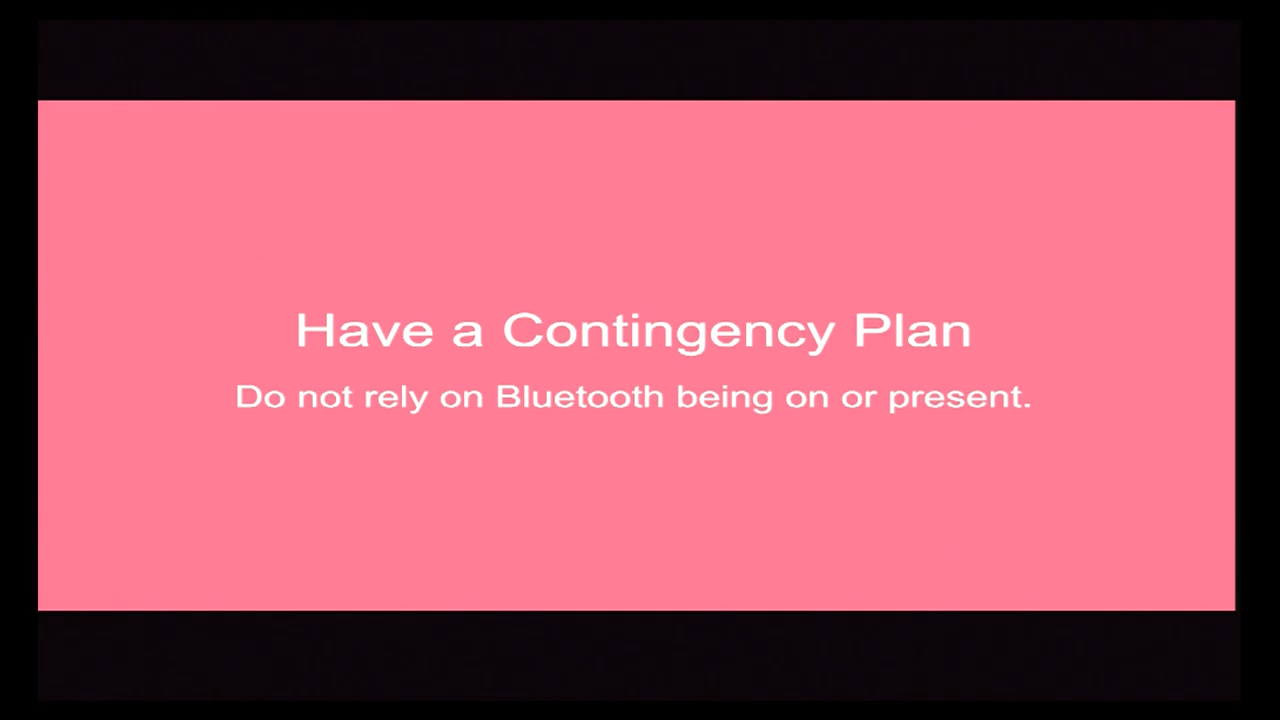 Have a Contingency Plan
Do not rely on Bluetooth being on or present.